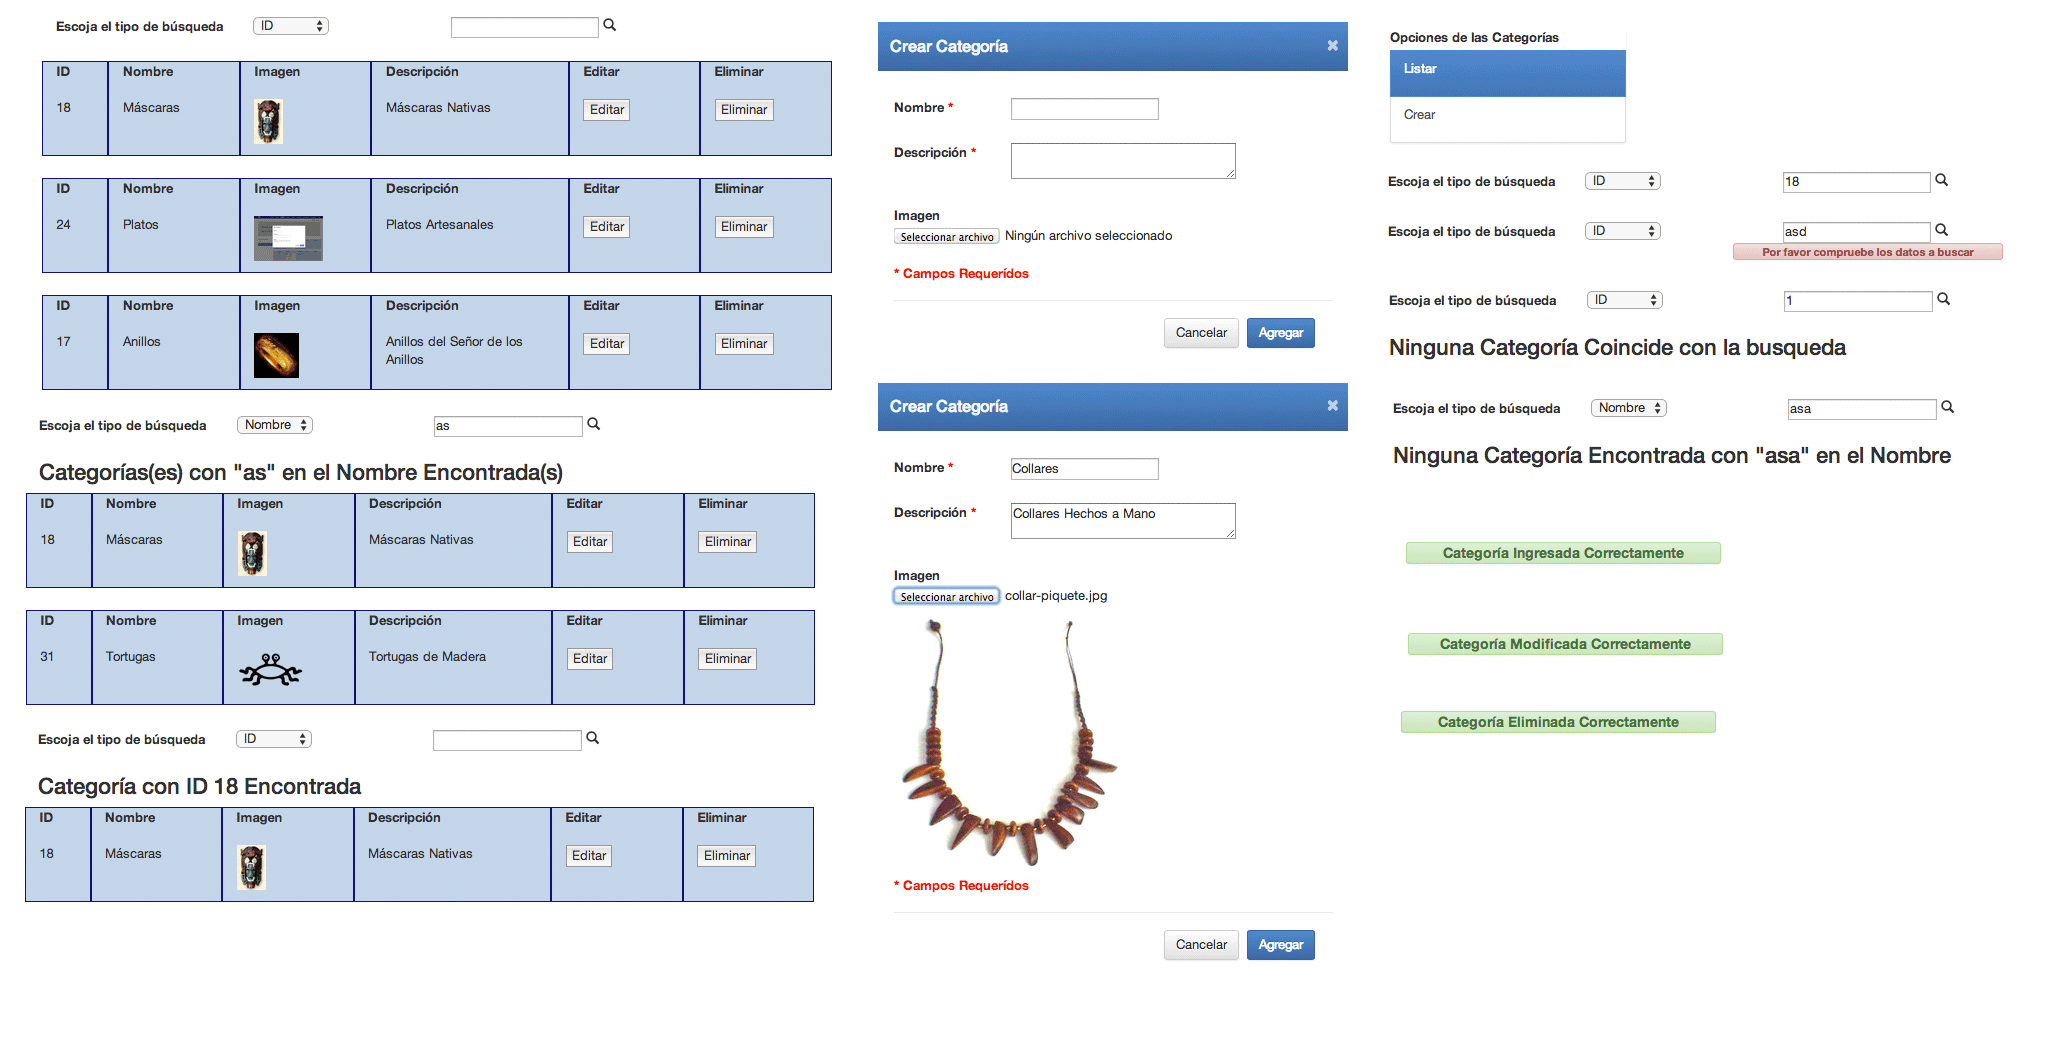 Escoja el tipo de búsqueda ID
ID Nombre Imagen Descripción Editar Eliminar
18 Máscaras Máscaras Nativas Editar Eliminar
ID Nombre Imagen Descripción Editar Eliminar
24 Platos Platos Artesanales Editar Eliminar
ID Nombre Imagen Descripción Editar Eliminar
17 Anillos Anillos del Señor de los Editar Eliminar
Anillos
Escoja el tipo de búsqueda Nombre as
Categorías(es) con "as" en el Nombre Encontrada(s)
ID Nombre Imagen Descripción Editar Eliminar
18 Máscaras Máscaras Nativas Editar Eliminar
ID Nombre Imagen Descripción Editar Eliminar
31 Tortugas Tortugas de Madera Editar Eliminar
Escoja el tipo de búsqueda ID
Categoría con ID 18 Encontrada
ID Nombre Imagen Descripción Editar Eliminar
18 Máscaras Máscaras Nativas Editar Eliminar
Crear Categoría ×
Nombre *
Descripción *
Imagen
Seleccionar archivo Ningún archivo seleccionado
* Campos Requerídos
Cancelar Agregar
Crear Categoría ×
Nombre * Collares
Descripción * Collares Hechos a Mano
Imagen
Seleccionar archivo collar-piquete.jpg
* Campos Requerídos
Cancelar Agregar
Opciones de las Categorías
Listar
Crear
Escoja el tipo de búsqueda ID 18
Escoja el tipo de búsqueda ID asd
Por favor compruebe los datos a buscar
Escoja el tipo de búsqueda ID 1
Ninguna Categoría Coincide con la busqueda
Escoja el tipo de búsqueda Nombre asa
Ninguna Categoría Encontrada con "asa" en el Nombre
Categoría Ingresada Correctamente
Categoría Modificada Correctamente
Categoría Eliminada Correctamente